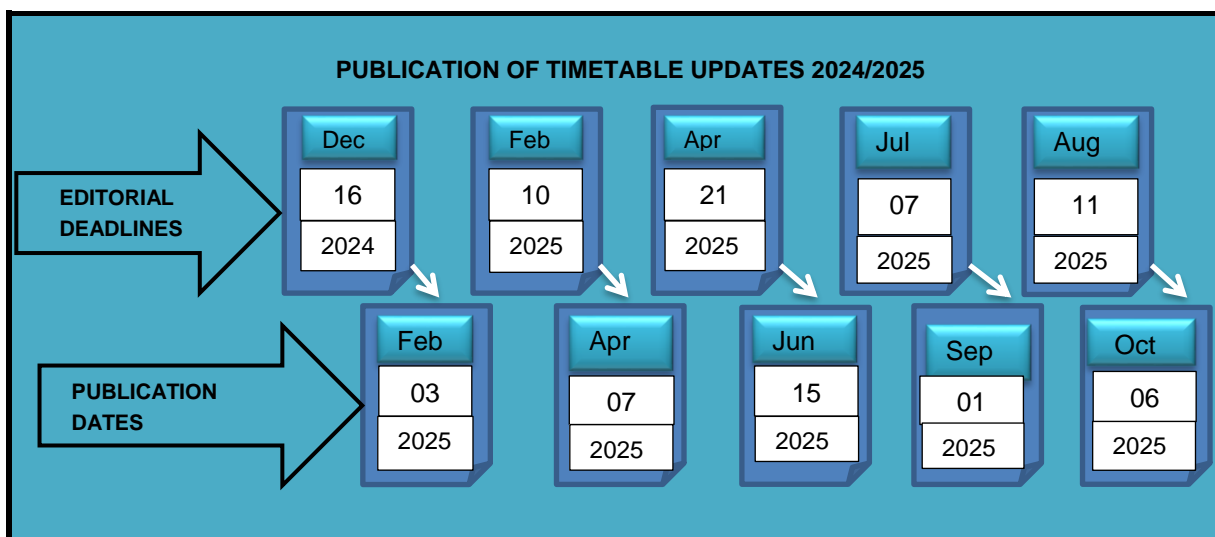 PUBLICATION OF TIMETABLE UPDATES 2024/2025
EDITORIAL
DEADLINES
Dec
16
2024
Feb
10
2025
Apr
21
2025
Jul
07
2025
Aug
11
2025
PUBLICATION
DATES
Feb
03
2025
Apr
07
2025
Jun
15
2025
Sep
01
2025
Oct
06
2025